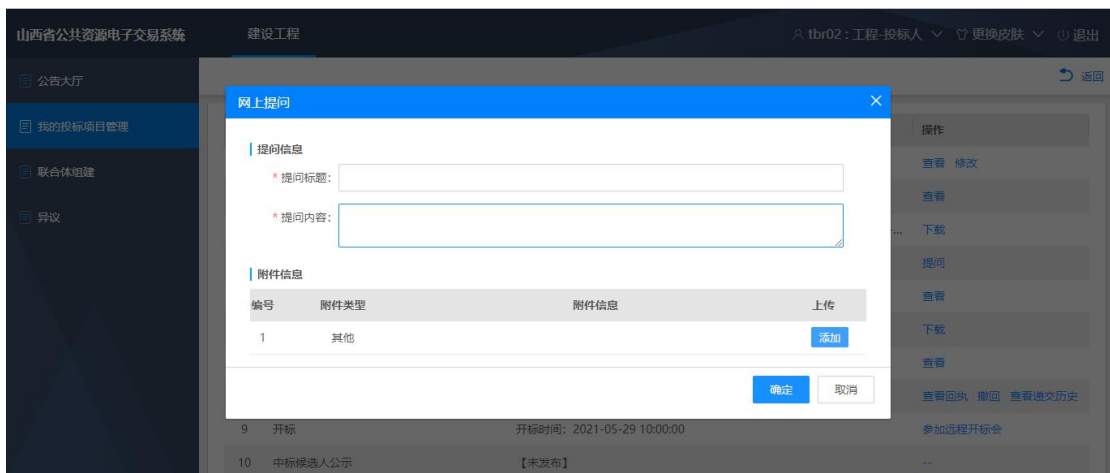 山西省公共资源电子交易系统
建设工程
tbr02 : 工程-投标人 更换皮肤 退出
公告大厅
返回
网上提问
我的投标项目管理
操作
提问信息
查看 修改
联合体组建
* 提问标题:
查看
异议
* 提问内容:
... 下载
提问
附件信息
编号 附件类型 附件信息 上传
查看
1 其他 添加
下载
查看
确定 取消
查看回执 撤回 查看递交历史
9 开标 开标时间: 2021-05-29 10:00:00 参加远程开标会
10 中标候选人公示 【未发布】 --